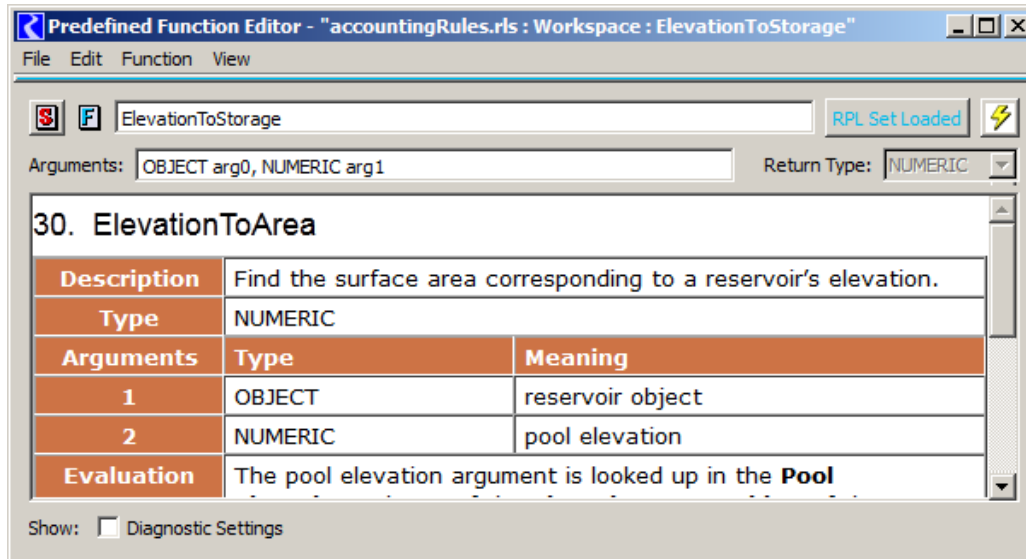 Predefined Function Editor - "accountingRules.rls : Workspace : ElevationToStorage"
File Edit Function View
S F ElevationToStorage RPL Set Loaded
Arguments: OBJECT arg0, NUMERIC arg1 Return Type: NUMERIC
30. ElevationToArea
Description Find the surface area corresponding to a reservoir’s elevation.
Type NUMERIC
Arguments Type Meaning
1 OBJECT reservoir object
2 NUMERIC pool elevation
Evaluation The pool elevation argument is looked up in the Pool
Show: Diagnostic Settings